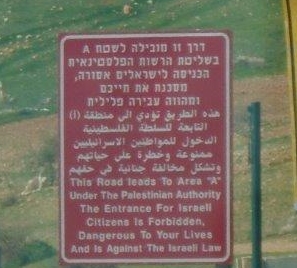 דרך זו מובילה לשטח A
בשליטת הרשות הפלסטינאית
הכניסה לישראלים אסורה,
מסכנת את חייכם
ומהווה עבירה פלילית
هذه الطريق تؤدي الى منطقة (أ)
التابعة للسلطة الفلسطينية
الدخول للمواطنين الاسرائيليين
ممنوعة وخطرة على حياتهم
وتشكل مخالفة جنائية في حقهم
This Road leads To Area "A"
Under The Palestinian Authority
The Entrance For Israeli
Citizens Is Forbidden,
Dangerous To Your Lives
And Is Against The Israeli Law